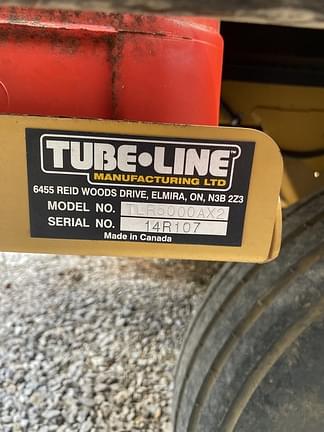 TUBE•LINE™
MANUFACTURING LTD
6455 REID WOODS DRIVE, ELMIRA, ON, N3B 2Z3
MODEL NO. TLR5000AX2
SERIAL NO. 14R107
Made in Canada